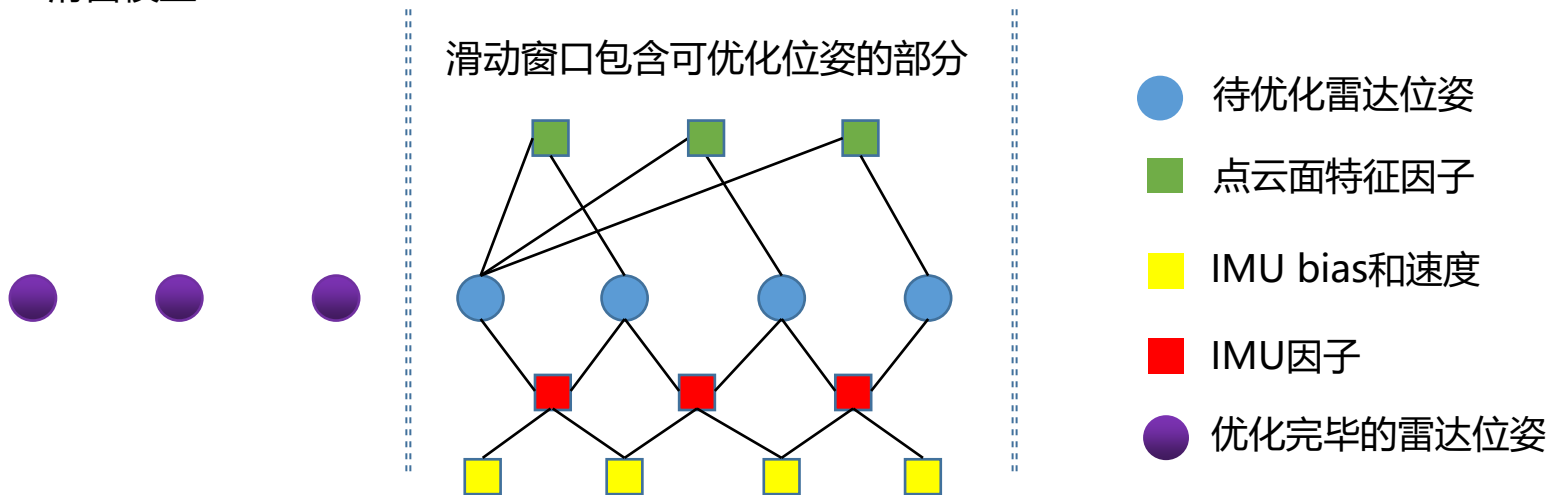 滑动窗口包含可优化位姿的部分
待优化雷达位姿
点云面特征因子
IMU bias和速度
IMU因子
优化完毕的雷达位姿